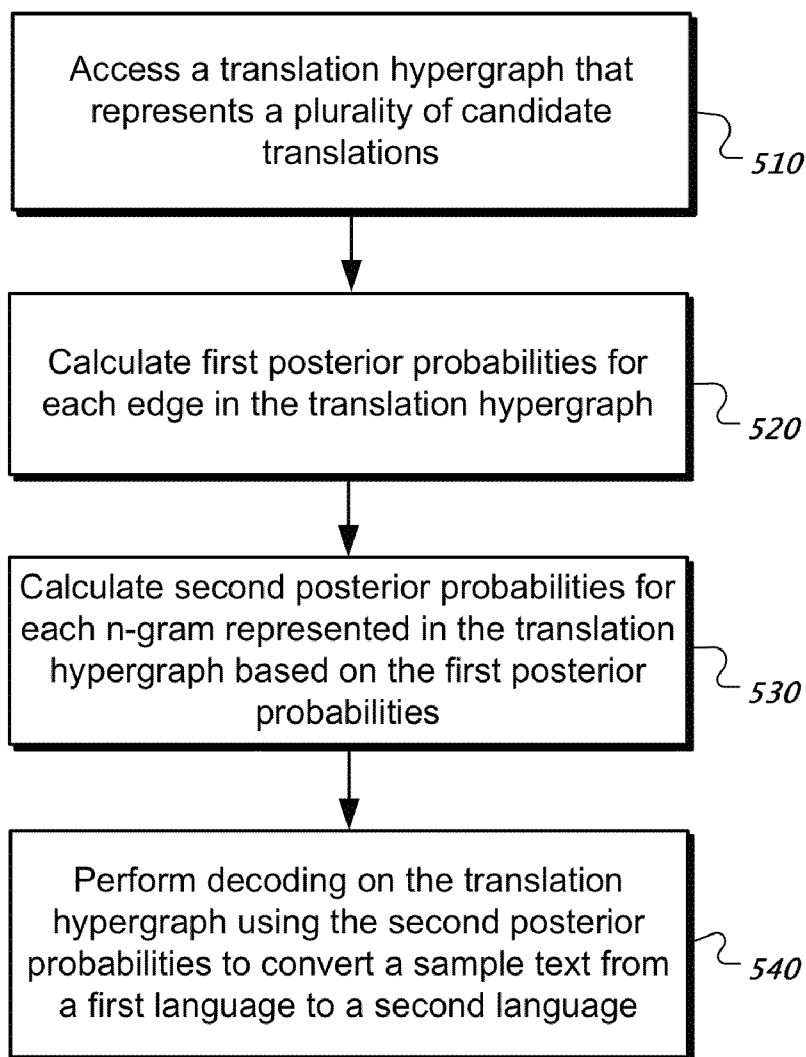 Access a translation hypergraph that
represents a plurality of candidate
translations
510
Calculate first posterior probabilities for
each edge in the translation hypergraph
520
Calculate second posterior probabilities for
each n-gram represented in the translation
hypergraph based on the first posterior
probabilities
530
Perform decoding on the translation
hypergraph using the second posterior
probabilities to convert a sample text from
a first language to a second language
540